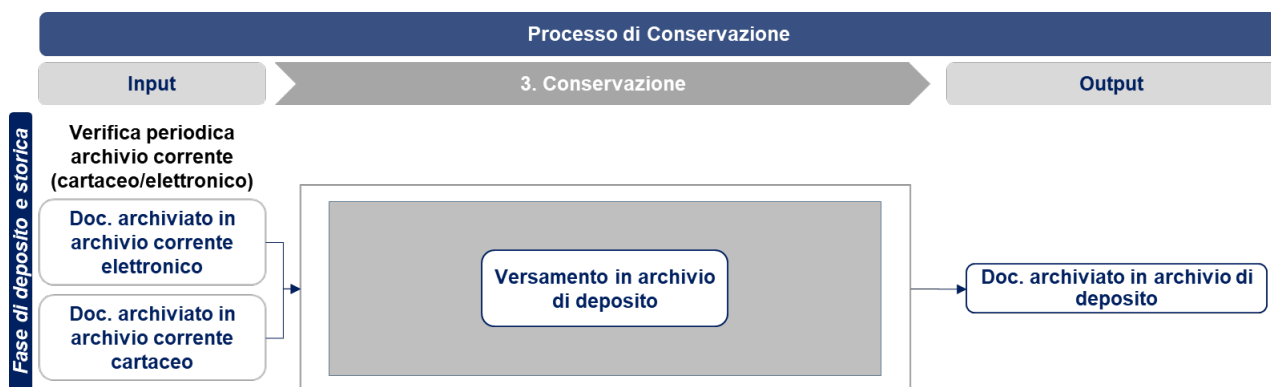 Processo di Conservazione
Input
3. Conservazione
Output
Fase di deposito e storica
Verifica periodica
archivio corrente
(cartaceo/elettronico)
Doc. archiviato in
archivio corrente
elettronico
Doc. archiviato in
archivio corrente
cartaceo
Versamento in archivio
di deposito
Doc. archiviato in archivio di
deposito